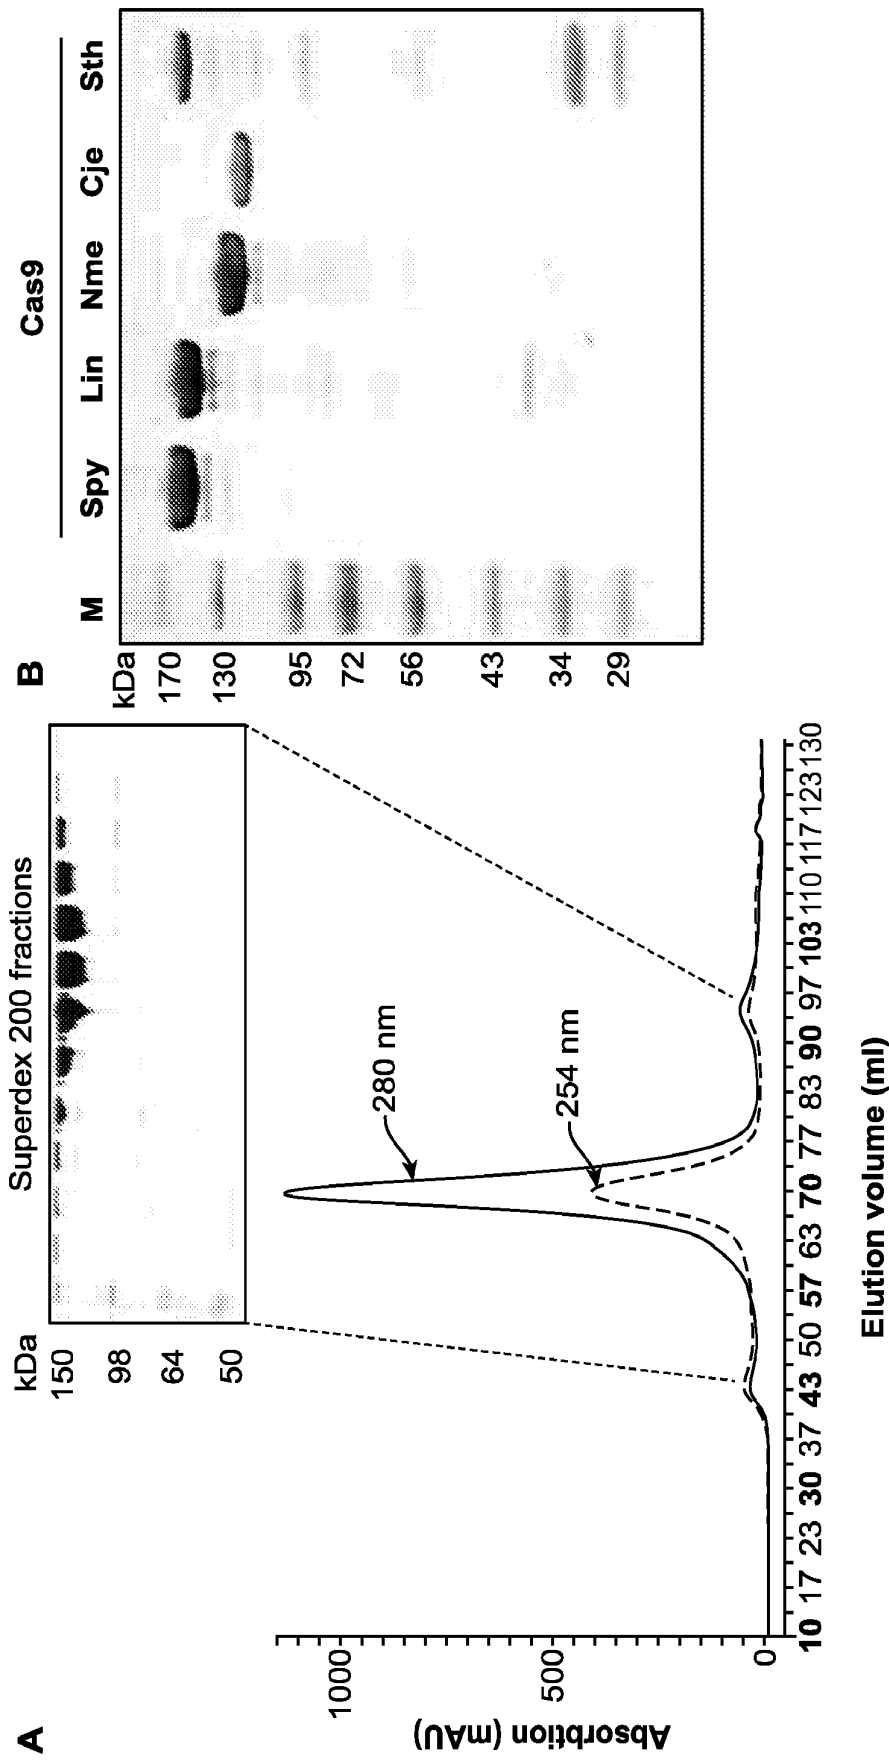 A
Superdex 200 fractions
kDa
150
98
64
50
280 nm
254 nm
Absorbtion (mAU)
1000
500
0
10 17 23 30 37 43 50 57 63 70 77 83 90 97 103 110 117 123 130
Elution volume (ml)
B
Cas9
M Spy Lin Nme Cje Sth
kDa
170
130
95
72
56
43
34
29